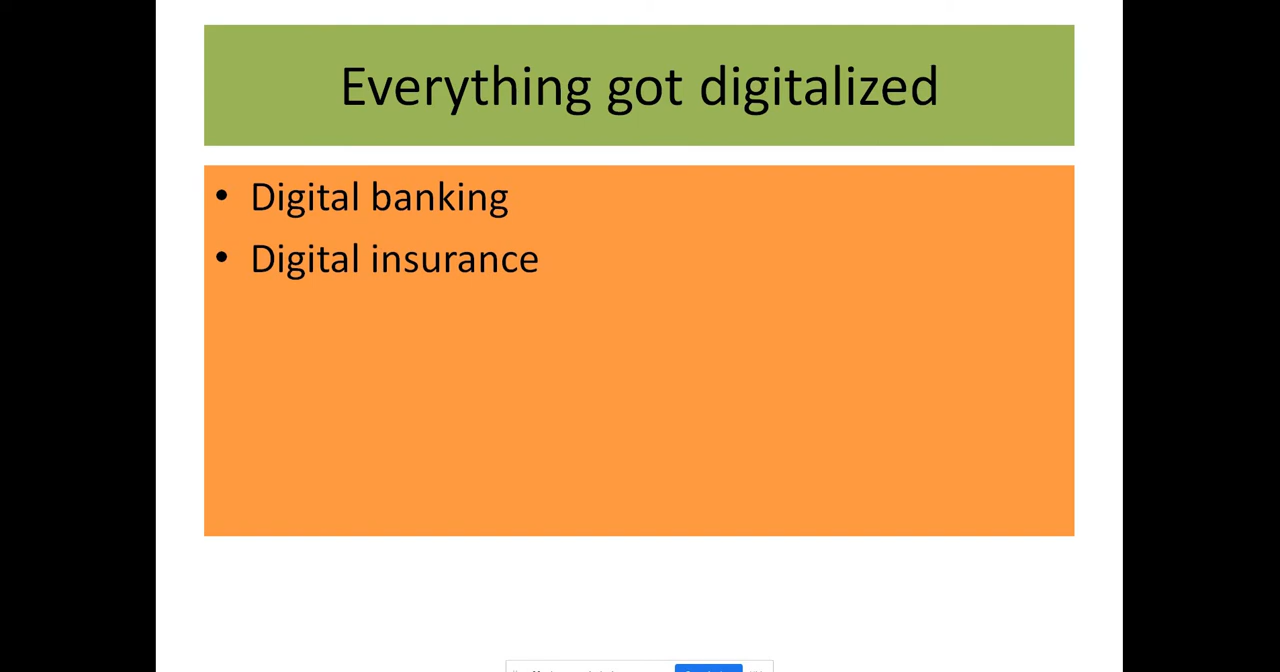 Everything got digitalized
• Digital banking
• Digital insurance